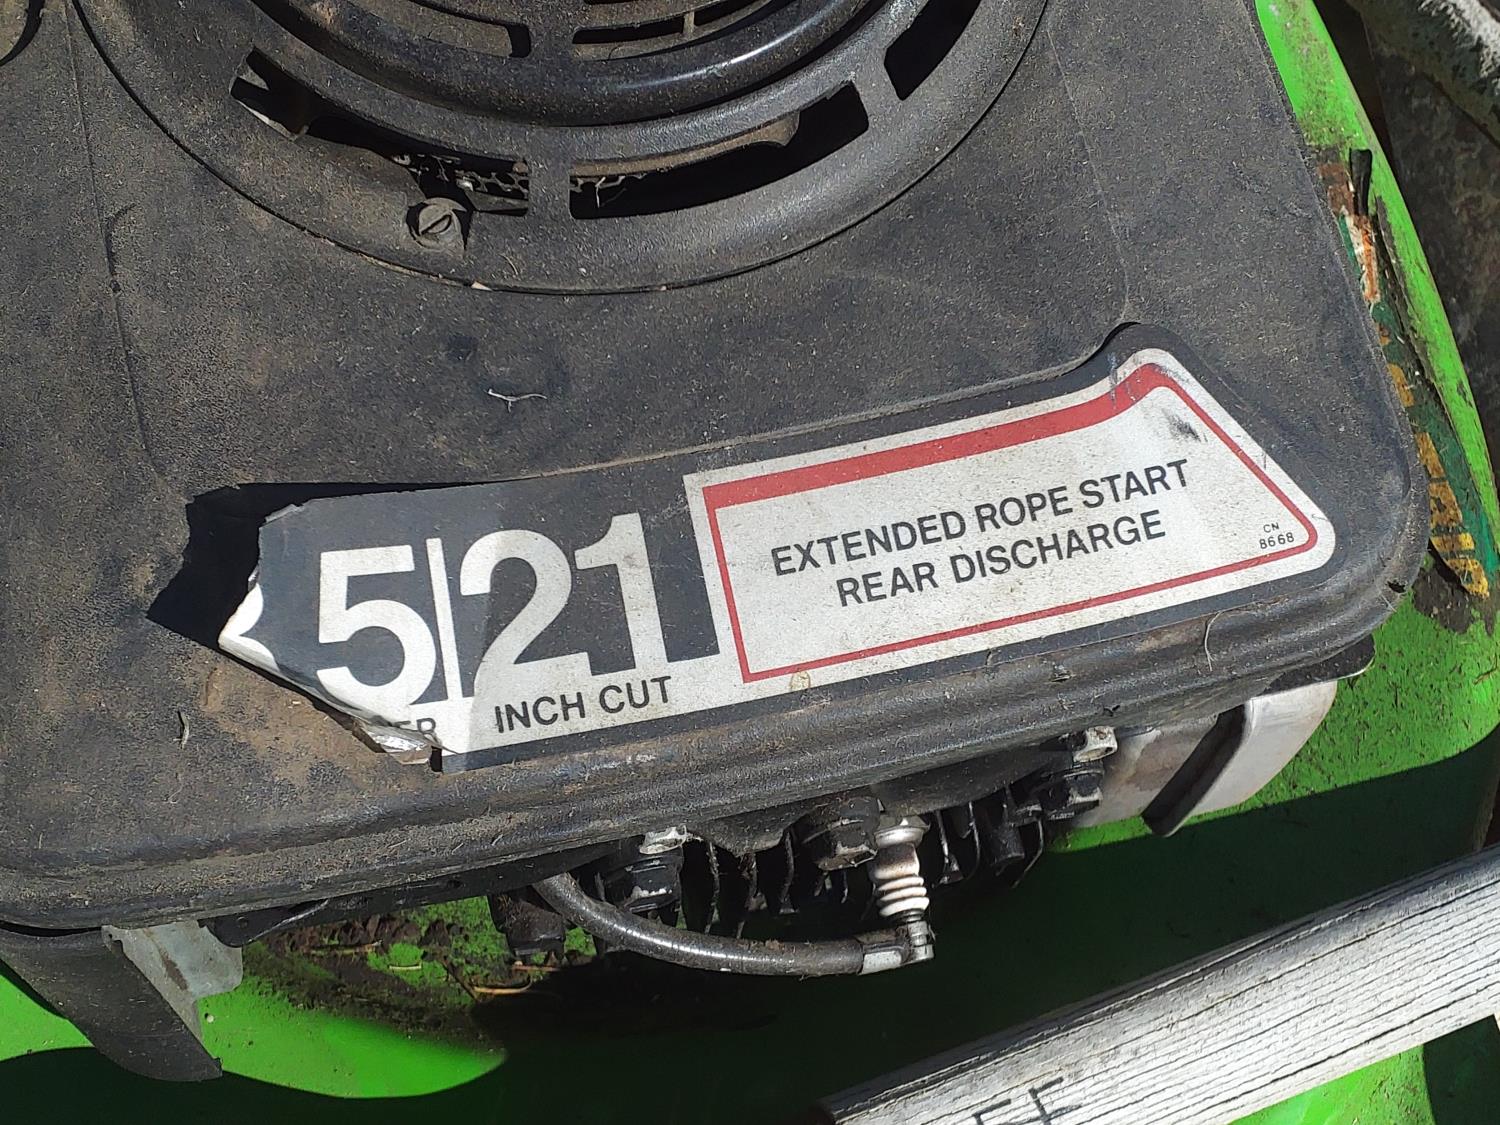 5 21
INCH CUT
EXTENDED ROPE START
REAR DISCHARGE
CN
8668